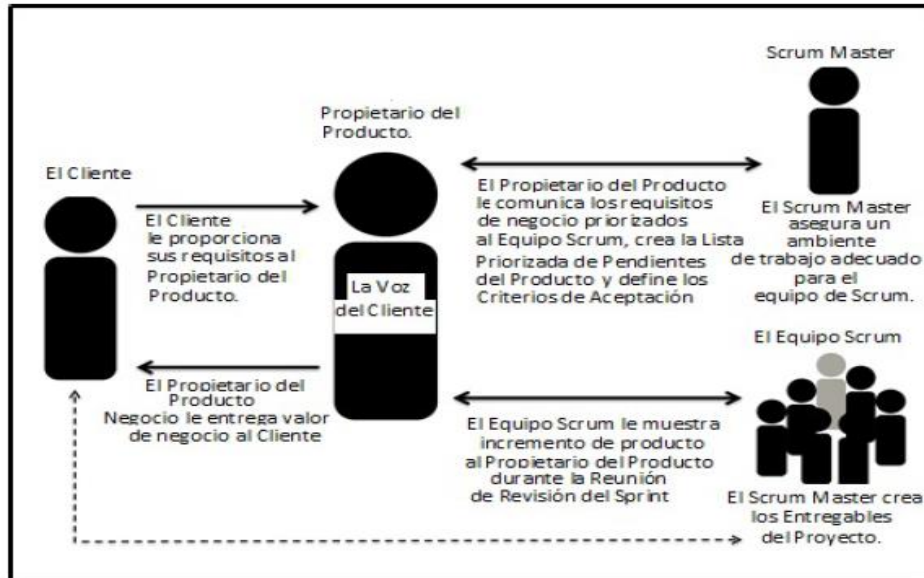 Scrum Master
Propietario del
Producto.
El Cliente
El Cliente
le proporciona
sus requisitos al
Propietario del
Producto.
La Voz
del Cliente
El Propietario del Producto
le comunica los requisitos
de negocio priorizados
al Equipo Scrum, crea la Lista
Priorizada de Pendientes
del Producto y define los
Criterios de Aceptación
El Scrum Master
asegura un
ambiente
de trabajo adecuado
para el
equipo de Scrum.
El Propietario del
Producto
Negocio le entrega valor
de negocio al Cliente
El Equipo Scrum le muestra
incremento de producto
al Propietario del Producto
durante la Reunión
de Revisión del Sprint
El Equipo Scrum
El Scrum Master crea
los Entregables
del Proyecto.